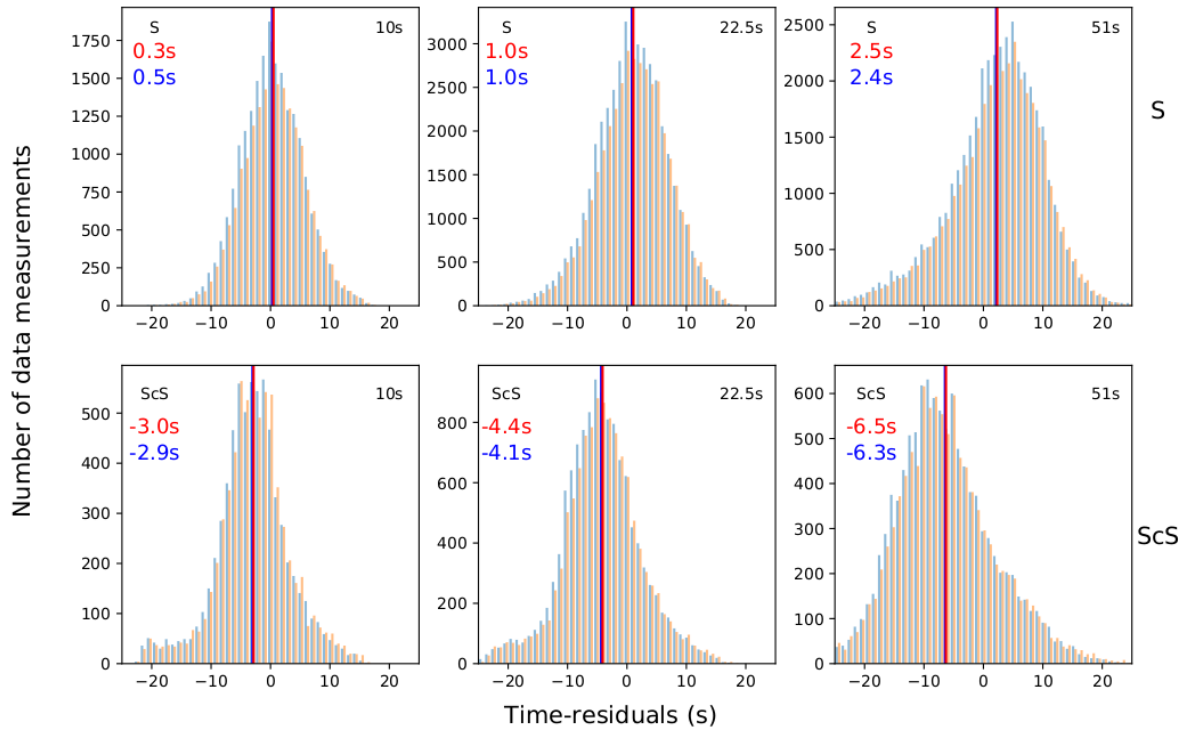 Number of data measurements
S
0.3s
0.5s
10s
1750
1500
1250
1000
750
500
250
0
−20 −10 0 10 20
S
1.0s
1.0s
22.5s
3000
2500
2000
1500
1000
500
0
−20 −10 0 10 20
S
2.5s
2.4s
51s
2500
2000
1500
1000
500
0
−20 −10 0 10 20
S
ScS
-3.0s
-2.9s
10s
500
400
300
200
100
0
−20 −10 0 10 20
ScS
-4.4s
-4.1s
22.5s
800
600
400
200
0
−20 −10 0 10 20
ScS
-6.5s
-6.3s
51s
600
500
400
300
200
100
0
−20 −10 0 10 20
ScS
Time-residuals (s)